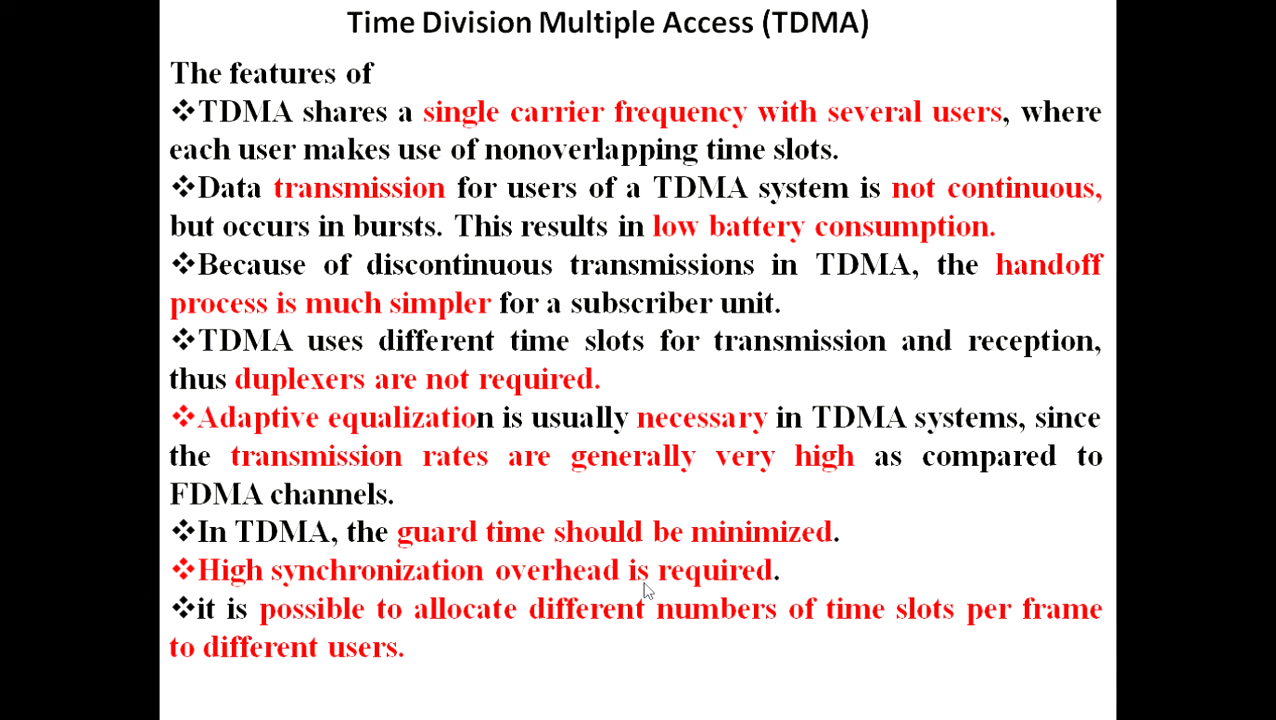 Time Division Multiple Access (TDMA)
The features of
❖TDMA shares a single carrier frequency with several users, where
each user makes use of nonoverlapping time slots.
❖Data transmission for users of a TDMA system is not continuous,
but occurs in bursts. This results in low battery consumption.
❖Because of discontinuous transmissions in TDMA, the handoff
process is much simpler for a subscriber unit.
❖TDMA uses different time slots for transmission and reception,
thus duplexers are not required.
❖Adaptive equalization is usually necessary in TDMA systems, since
the transmission rates are generally very high as compared to
FDMA channels.
❖In TDMA, the guard time should be minimized.
❖High synchronization overhead is required.
❖it is possible to allocate different numbers of time slots per frame
to different users.